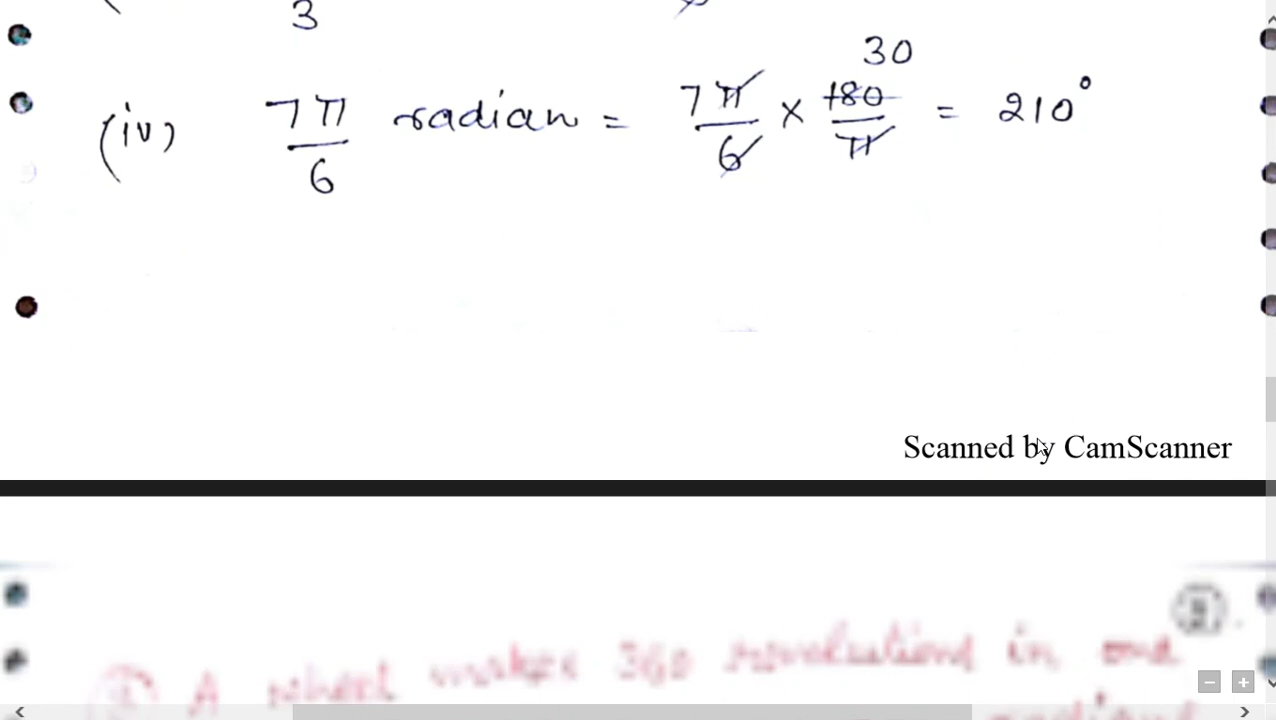 3
30
(iv) 7π/6 radian = 7π/6 × 180/π = 210°
Scanned by CamScanner
A wheel makes 360 revolutions in one
radians